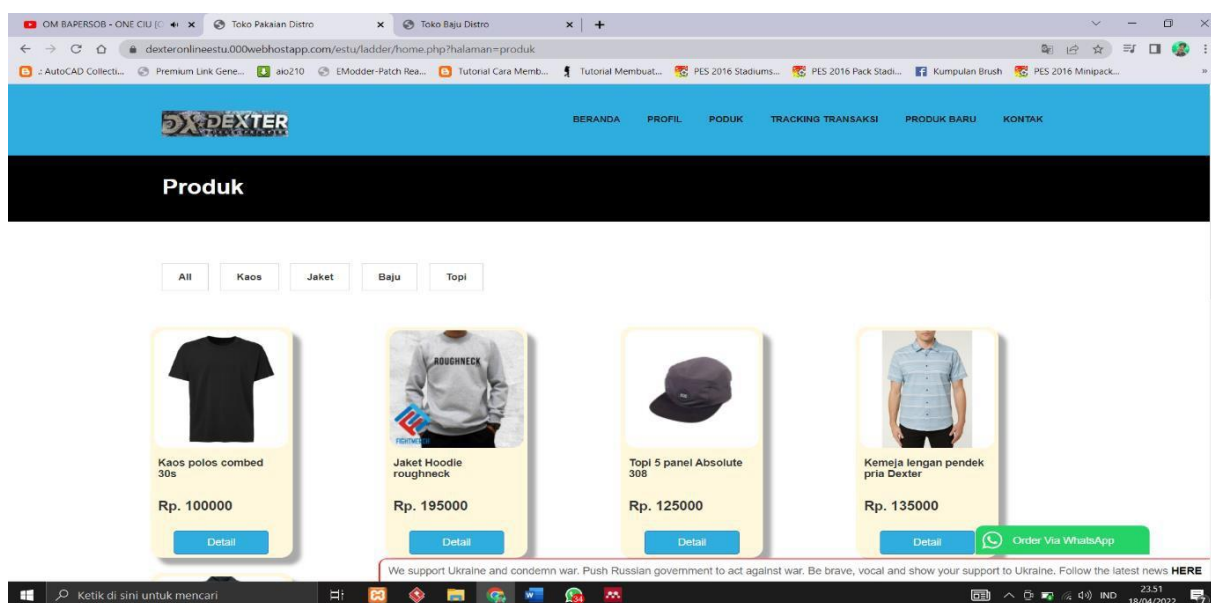 OM BAPERSOB - ONE CIU [O
Toko Pakaian Distro
Toko Baju Distro
dexteronlineestu.000webhostapp.com/estu/ladder/home.php?halaman=produk
.: AutoCAD Collecti...
Premium Link Gene...
aio210
EModder-Patch Rea...
Tutorial Cara Memb...
Tutorial Membuat...
PES 2016 Stadiums...
PES 2016 Pack Stadi...
Kumpulan Brush
PES 2016 Minipack...
DX DEXTER
BERANDA PROFIL PODUK TRACKING TRANSAKSI PRODUK BARU KONTAK
Produk
All Kaos Jaket Baju Topi
ROUGHNECK
Kaos polos combed
30s
Rp. 100000
Detail
Jaket Hoodie
roughneck
Rp. 195000
Detail
Topi 5 panel Absolute
308
Rp. 125000
Detail
Kemeja lengan pendek
pria Dexter
Rp. 135000
Detail
Order Via WhatsApp
We support Ukraine and condemn war. Push Russian government to act against war. Be brave, vocal and show your support to Ukraine. Follow the latest news HERE
Ketik di sini untuk mencari
34
IND
23.51
18/04/2022
7